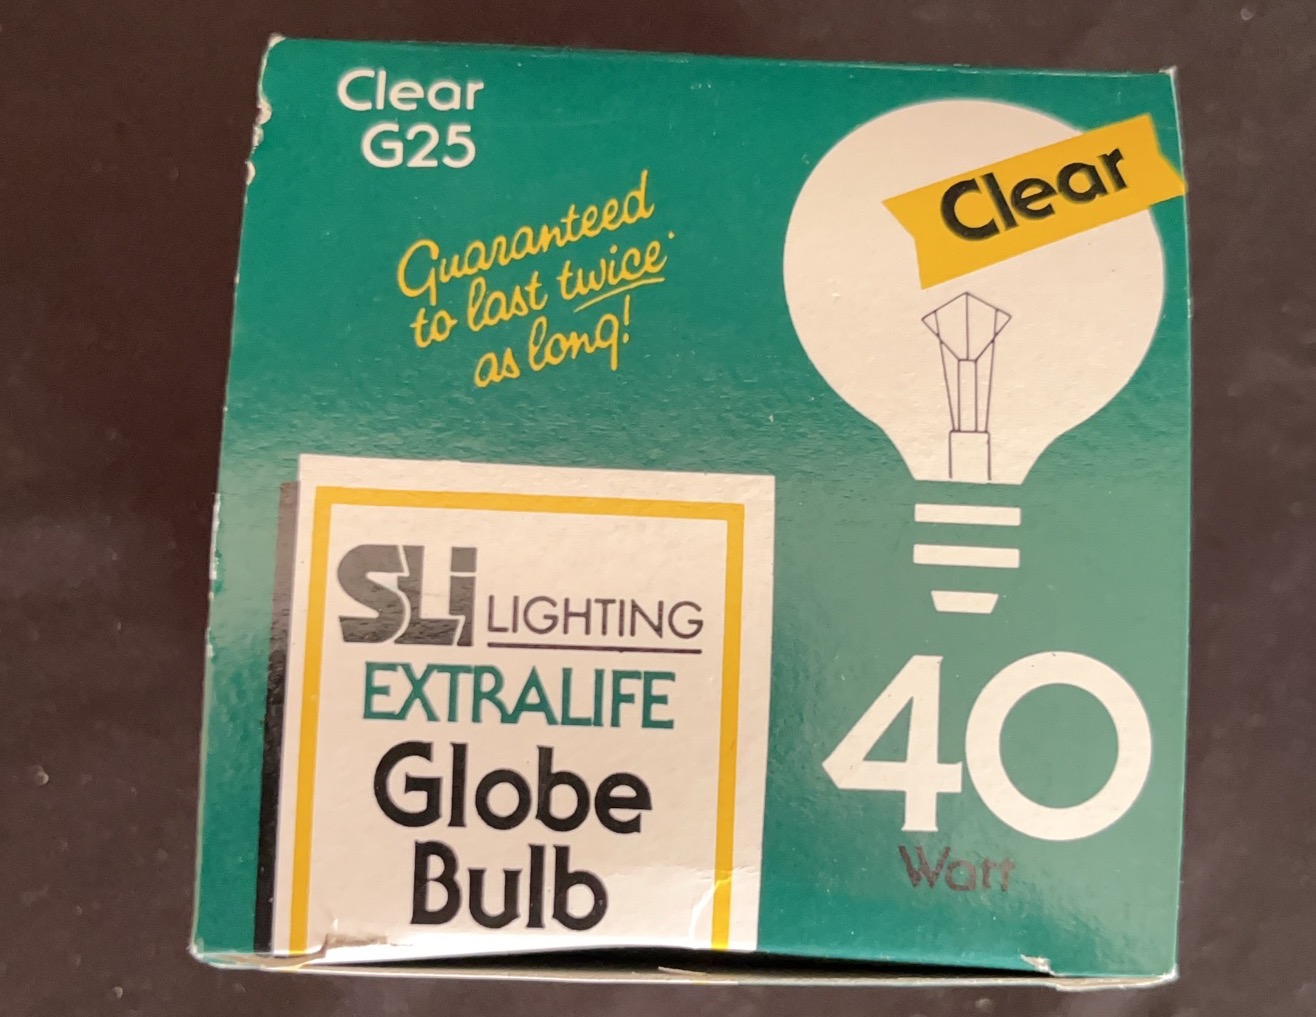 Clear
G25
Guaranteed
to last twice
as long!
Clear
SLi LIGHTING
EXTRALIFE
Globe
Bulb
40
Watt